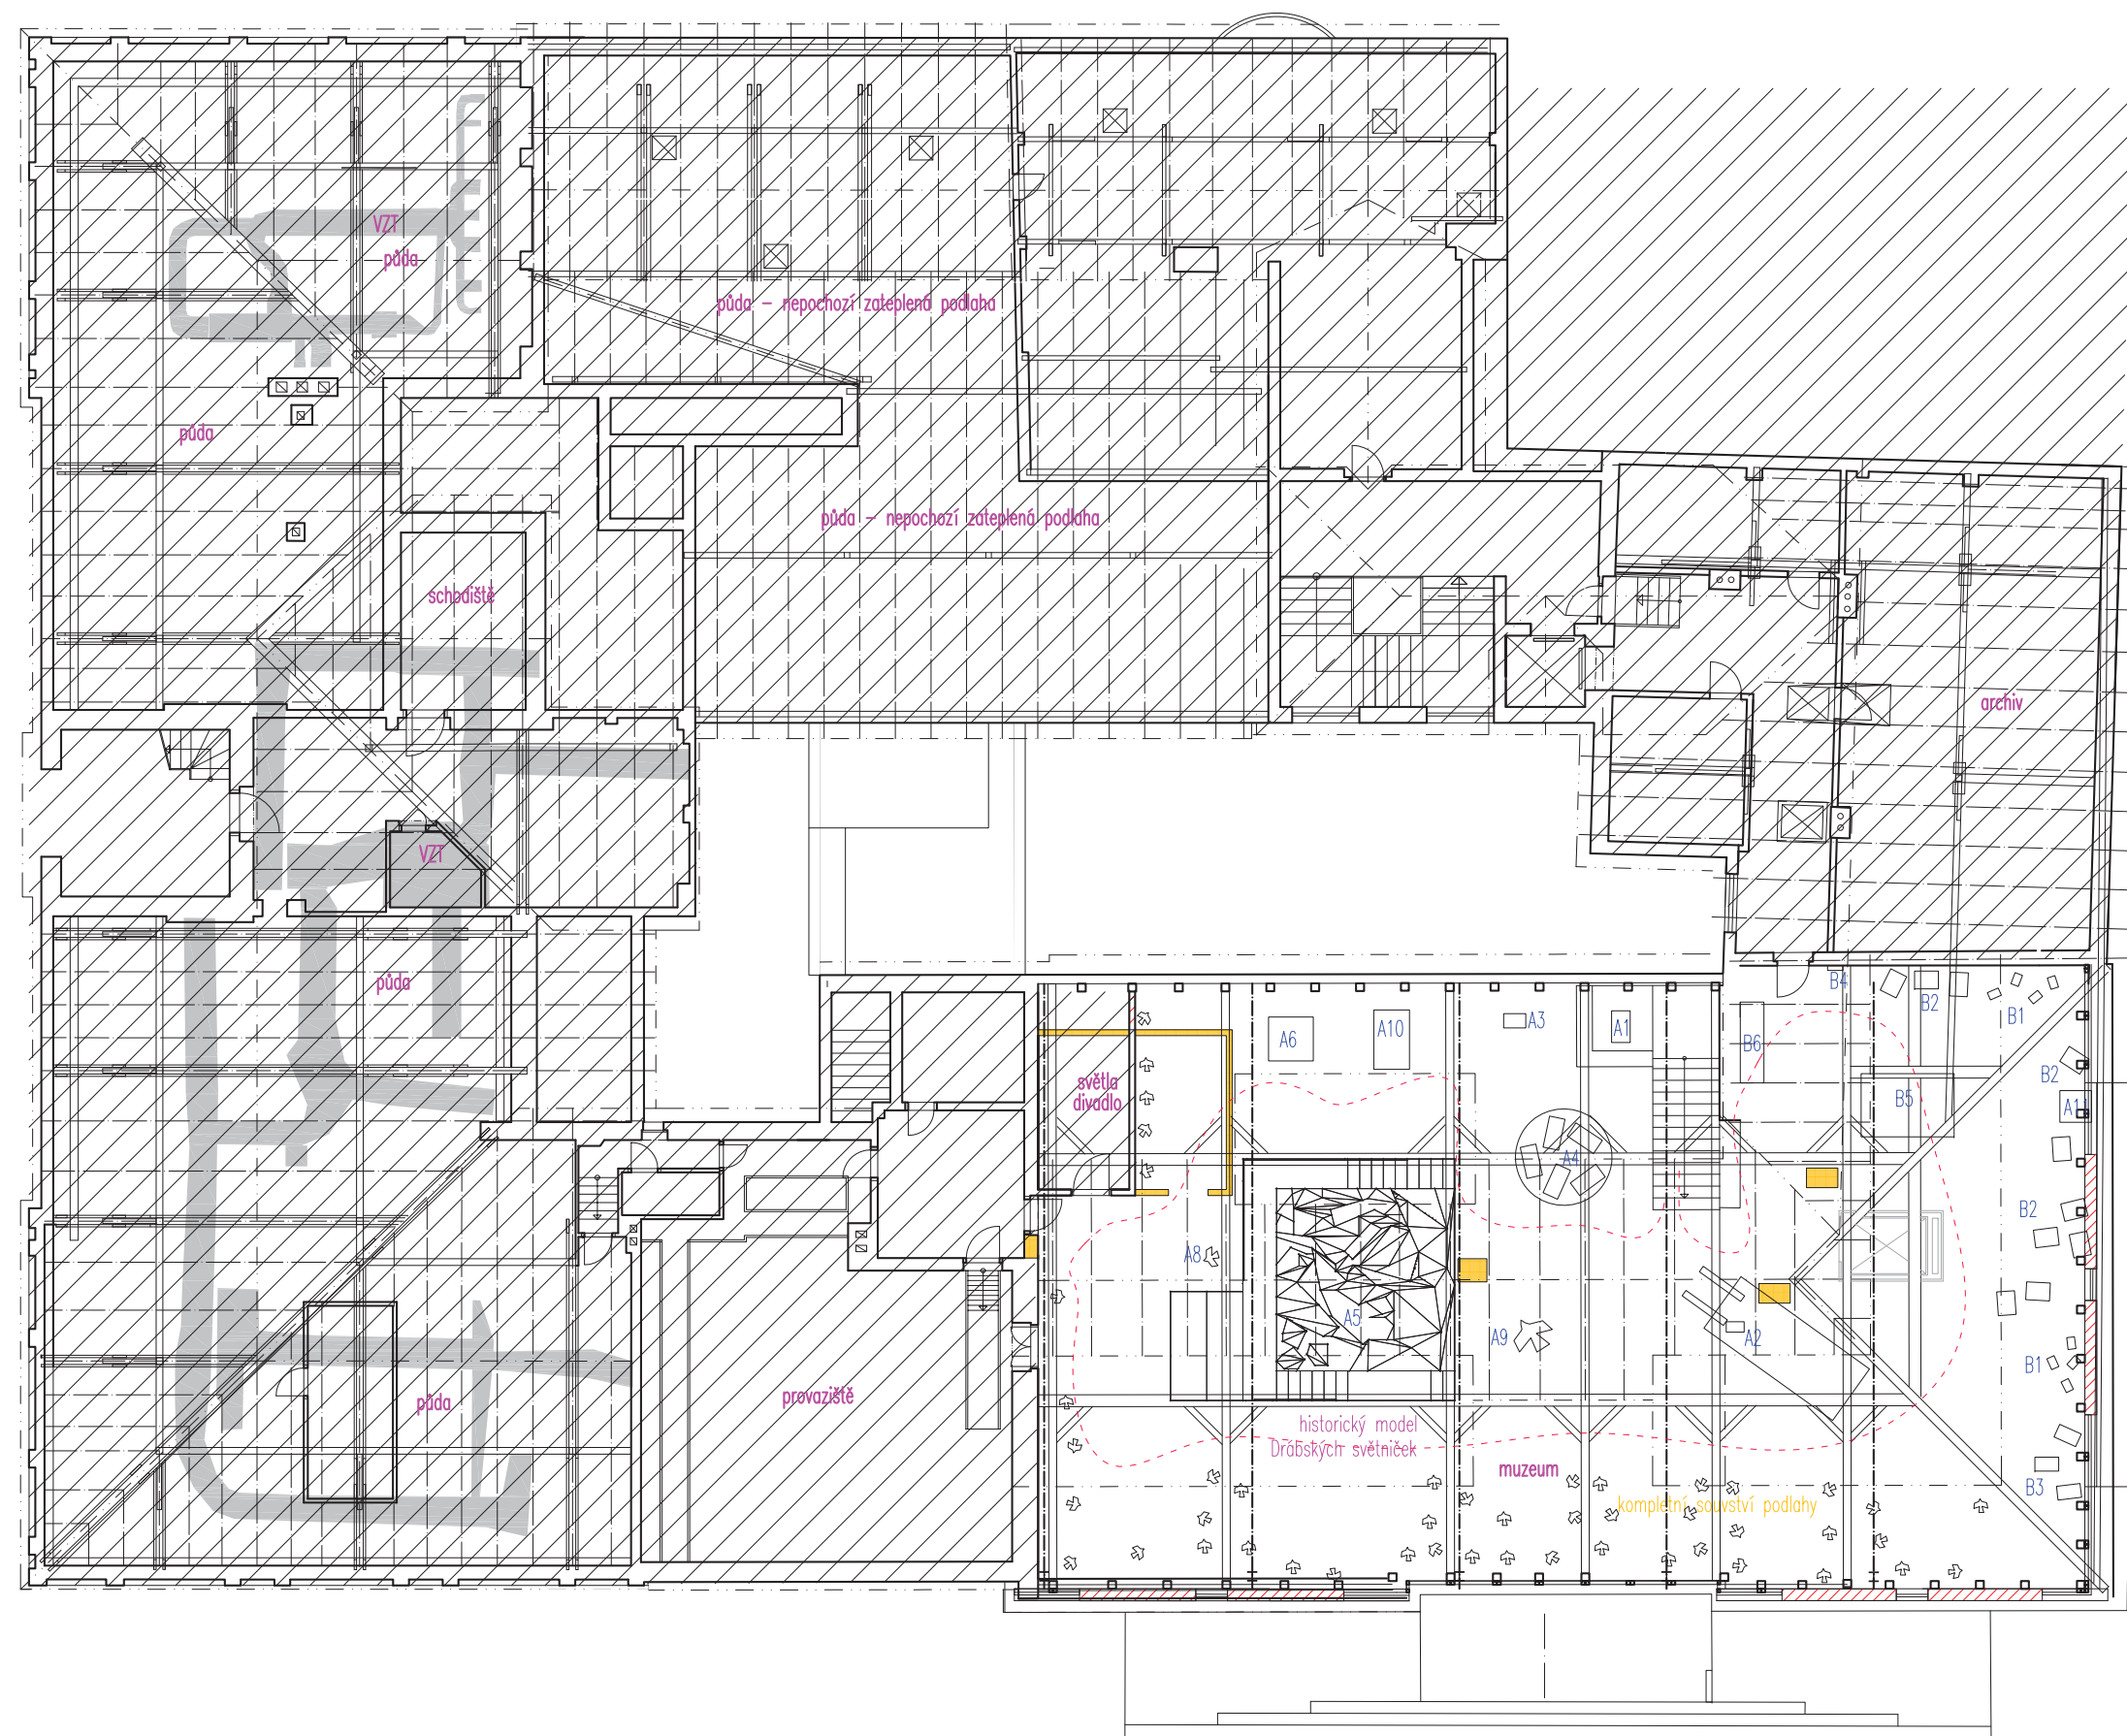 VZT
půda
půda – nepochozí zateplená podlaha
půda
půda – nepochozí zateplená podlaha
schodiště
archiv
VZT
půda
B4
B2
B1
A6
A10
A3
A1
B6
B2
světla
divadlo
B5
A11
A4
B2
A8
A5
A9
A2
B1
půda
provaziště
historický model
Drábských světniček
muzeum
B3
kompletní souvství podlahy